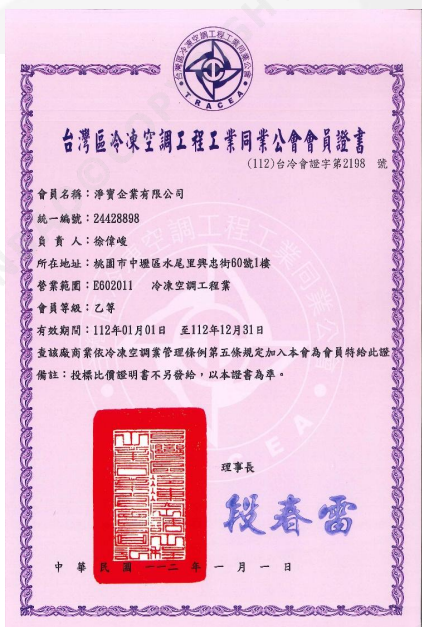 台灣區冷凍空調工程工業同業公會
TRACEA
台灣區冷凍空調工程工業同業公會會員證書
(112)台冷會證字第2198 號
會員名稱：淨寶企業有限公司
統一編號：24428898
負責人：徐偉峻
所在地址：桃園市中壢區水尾里興忠街60號1樓
營業範圍：E602011 冷凍空調工程業
會員等級：乙等
有效期間：112年01月01日 至112年12月31日
查該廠商業依冷凍空調業管理條例第五條規定加入本會為會員特給此證
備註：投標比價證明書不另發給，以本證書為準。
理事長
段春雷
中華民國一一二年一月一日